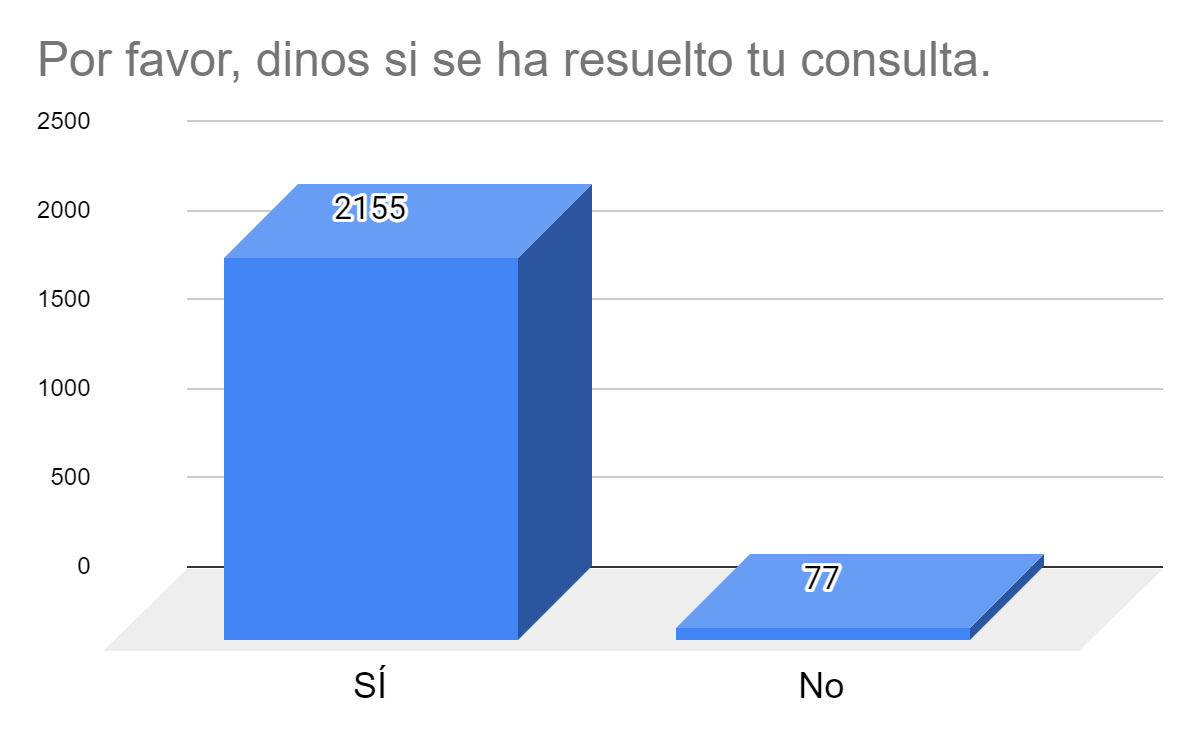 Por favor, dinos si se ha resuelto tu consulta.
2500
2000
1500
1000
500
0
2155
77
SÍ
No